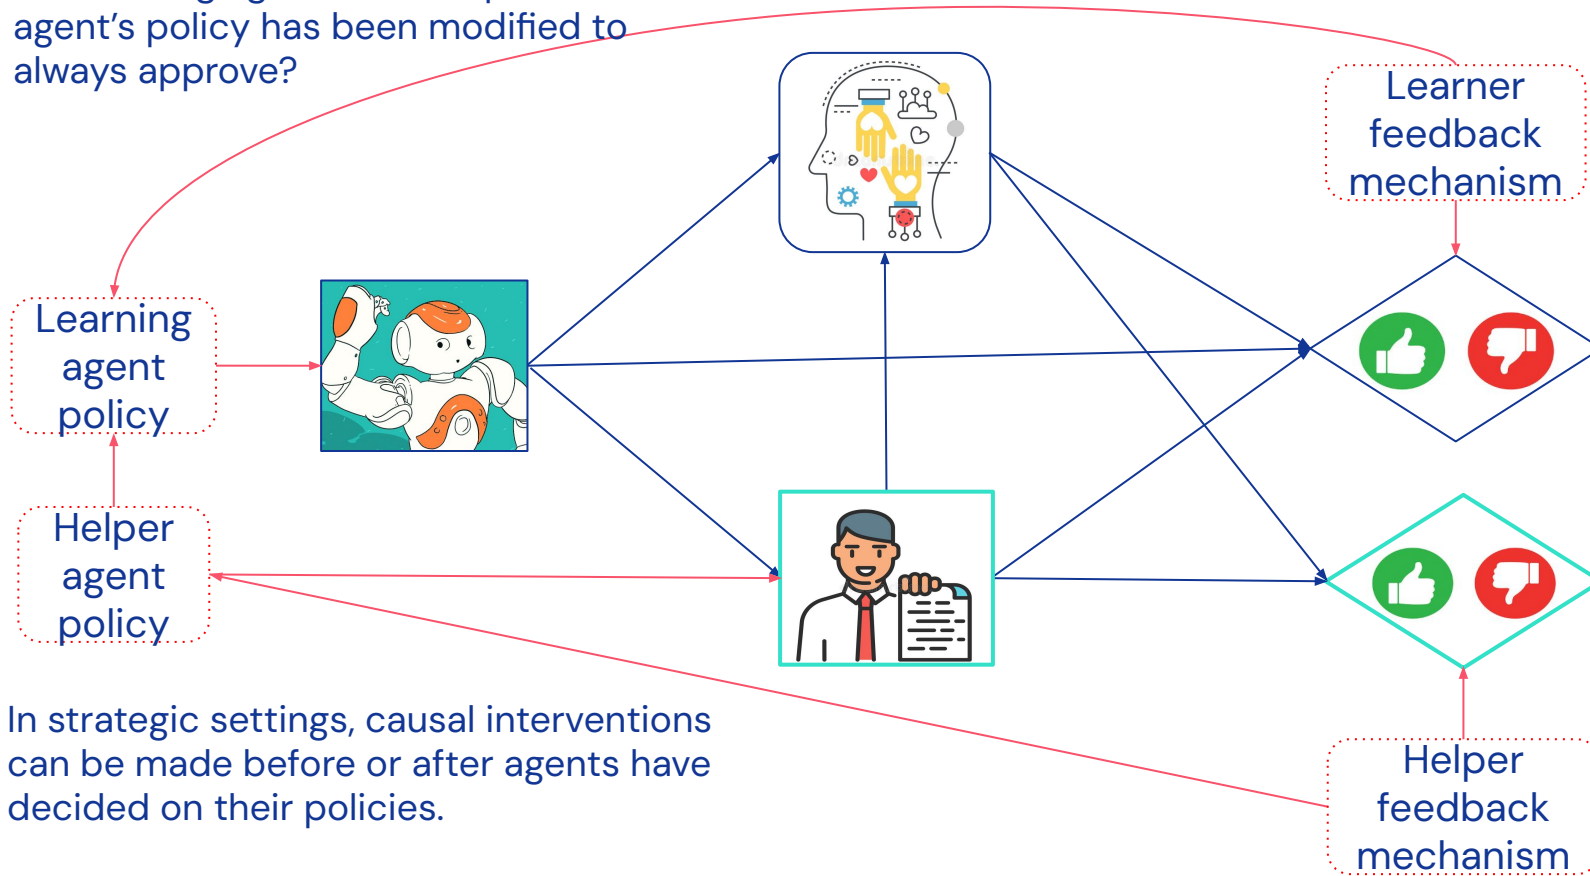 agent's policy has been modified to
always approve?
Learner
feedback
mechanism
Learning
agent
policy
Helper
agent
policy
In strategic settings, causal interventions
can be made before or after agents have
decided on their policies.
Helper
feedback
mechanism